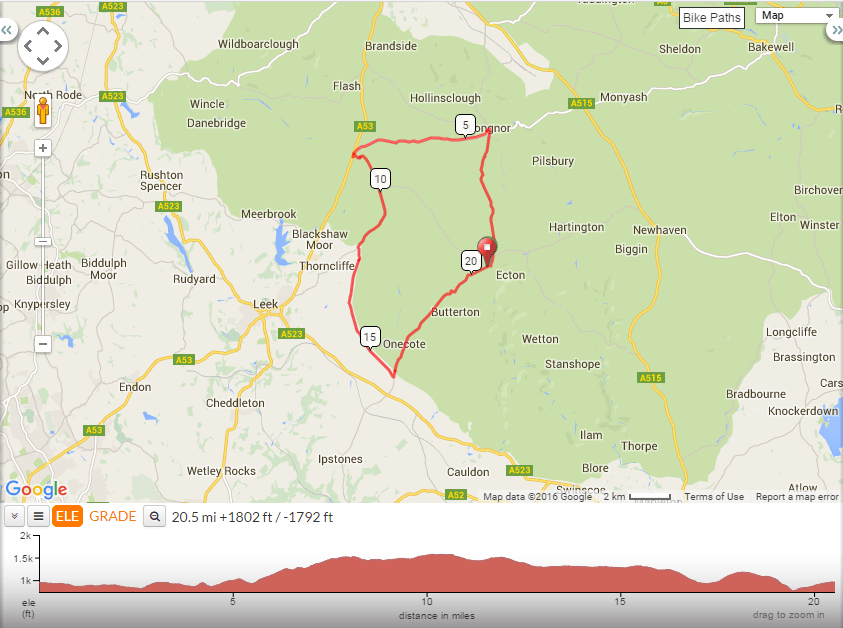 A536
A523
Bike Paths
Map
Wildboarclough
Brandside
Sheldon
Bakewell
Flash
North Rode
A523
Hollinsclough
A515
Monyash
Wincle
A536
Danebridge
A53
5
ongnor
Pilsbury
Rushton
Spencer
10
Birchover
A523
Meerbrook
Elton
Winster
Hartington
Newhaven
Blackshaw
Moor
Biggin
Gillow Heath
Biddulph
Biddulph
Moor
Thorncliffe
20
Ecton
Rudyard
Knypersley
Leek
Butterton
A523
15
Onecote
Wetton
Longcliffe
A53
Stanshope
Brassington
A515
Endon
Cars
Bradbourne
Cheddleton
Knockerdown
A53
Ilam
Thorpe
Ipstones
Wetley Rocks
Cauldon
A523
Blore
Atlow
Swinscoe
Google
A52
Map data ©2016 Google
2 km
Terms of Use
Report a map error
ELE
GRADE
20.5 mi +1802 ft / -1792 ft
2k
1.5k
1k
ele
(ft)
5
10
15
20
distance in miles
drag to zoom in